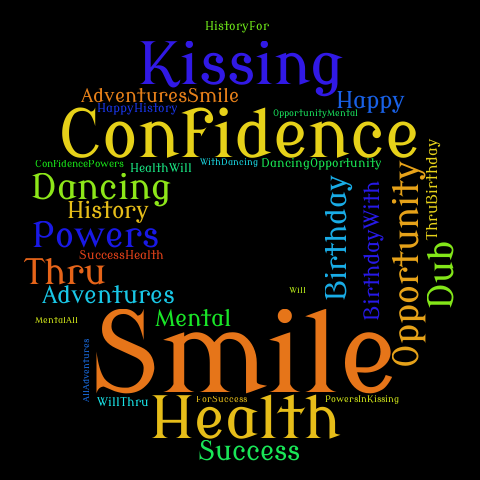 HistoryFor
Kissing
AdventuresSmile
Happy
HappyHistory
OpportunityMental
Confidence
ConfidencePowers
HealthWill
WithDancing
DancingOpportunity
Dancing
History
Powers
SuccessHealth
Thru
Adventures
Birthday
BirthdayWith
Opportunity
ThruBirthday
Dub
Will
MentalAll
Mental
Smile
AllAdventures
WillThru
ForSuccess
PowersInKissing
Health
Success